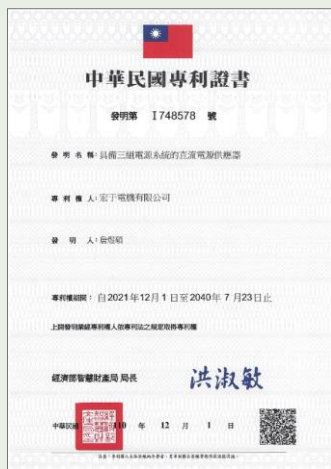 中華民國專利證書
發明第 I748578 號
發明名稱：具備三組電源系統的直流電源供應器
專利權人：宏于電機有限公司
發明人：詹煜碩
專利權期間：自2021年12月1日至2040年7月23日止
上開發明業經專利權人依專利法之規定取得專利權
經濟部智慧財產局 局長
洪淑敏
中華民國 110 年 12 月 1 日